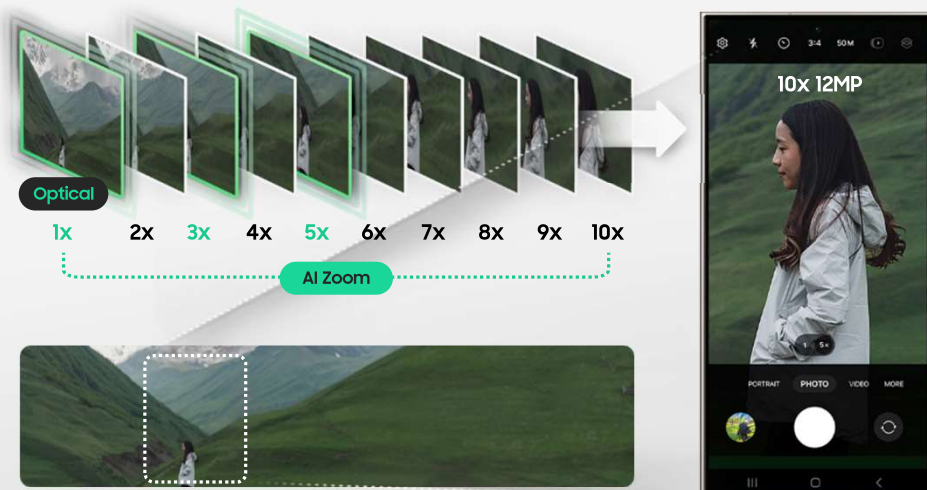 Optical
1x 2x 3x 4x 5x 6x 7x 8x 9x 10x
AI Zoom
3:4 50M
10x 12MP
1 5x
PORTRAIT PHOTO VIDEO MORE